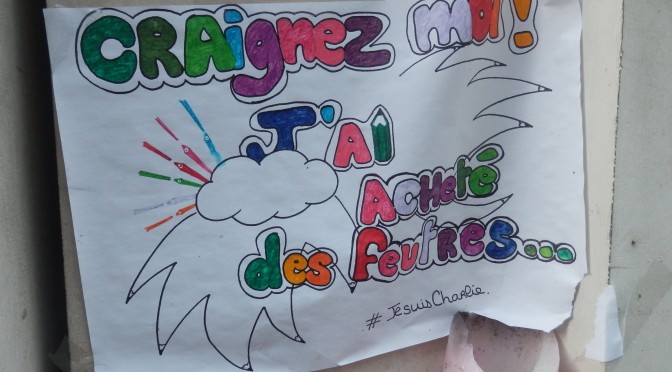 CRAignez moi!
J'Ai
Acheté
des feutres...
#JesuisCharlie.